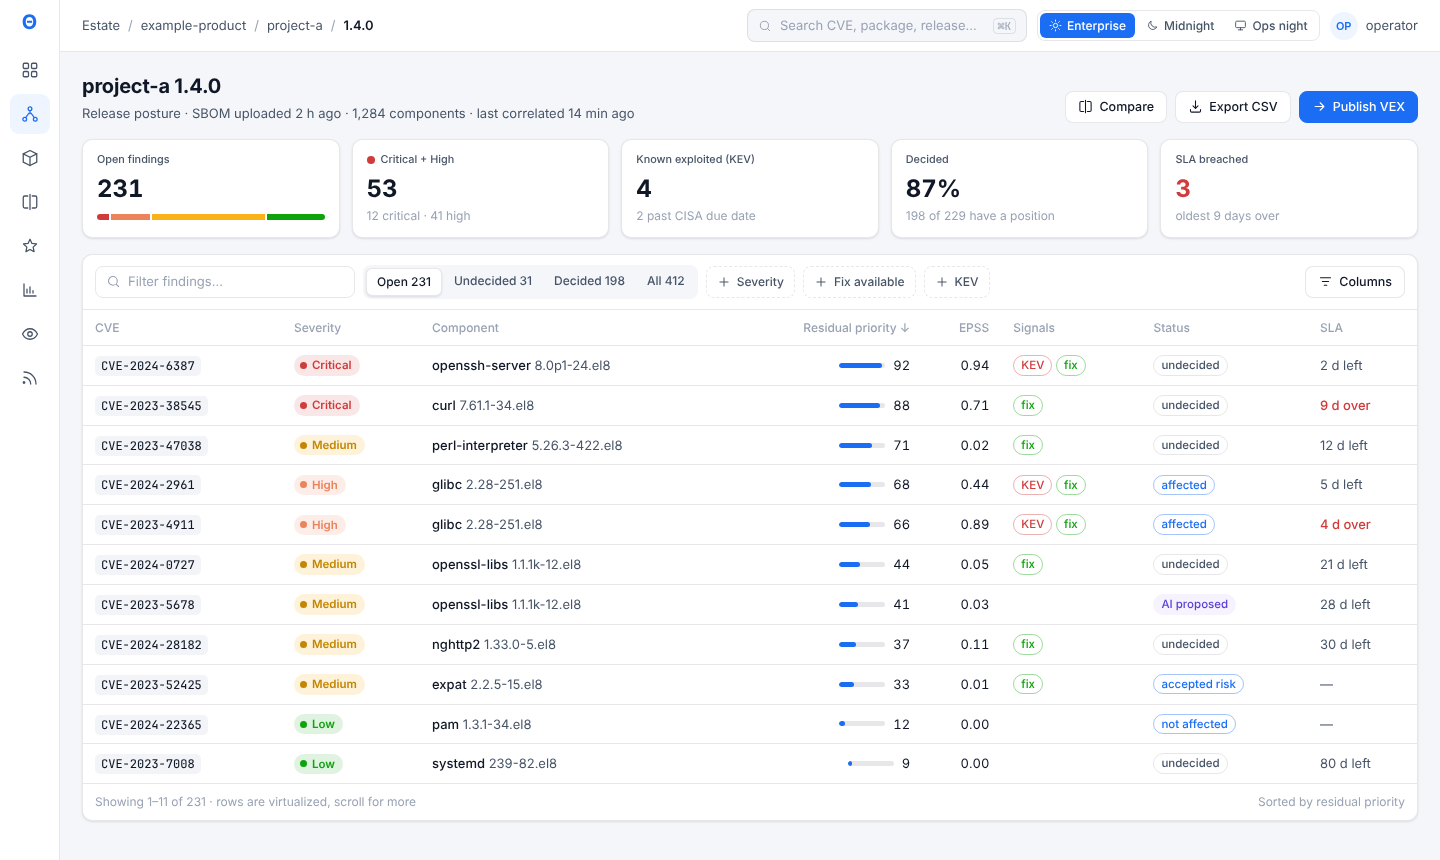 Estate / example-product / project-a / 1.4.0
Search CVE, package, release... ⌘K
Enterprise Midnight Ops night
OP operator
project-a 1.4.0
Release posture · SBOM uploaded 2 h ago · 1,284 components · last correlated 14 min ago
Compare Export CSV Publish VEX
Open findings
231
Critical + High
53
12 critical · 41 high
Known exploited (KEV)
4
2 past CISA due date
Decided
87%
198 of 229 have a position
SLA breached
3
oldest 9 days over
Filter findings... Open 231 Undecided 31 Decided 198 All 412 + Severity + Fix available + KEV Columns
CVE Severity Component Residual priority ↓ EPSS Signals Status SLA
CVE-2024-6387 Critical openssh-server 8.0p1-24.el8 92 0.94 KEV fix undecided 2 d left
CVE-2023-38545 Critical curl 7.61.1-34.el8 88 0.71 fix undecided 9 d over
CVE-2023-47038 Medium perl-interpreter 5.26.3-422.el8 71 0.02 fix undecided 12 d left
CVE-2024-2961 High glibc 2.28-251.el8 68 0.44 KEV fix affected 5 d left
CVE-2023-4911 High glibc 2.28-251.el8 66 0.89 KEV fix affected 4 d over
CVE-2024-0727 Medium openssl-libs 1.1.1k-12.el8 44 0.05 fix undecided 21 d left
CVE-2023-5678 Medium openssl-libs 1.1.1k-12.el8 41 0.03 AI proposed 28 d left
CVE-2024-28182 Medium nghttp2 1.33.0-5.el8 37 0.11 fix undecided 30 d left
CVE-2023-52425 Medium expat 2.2.5-15.el8 33 0.01 fix accepted risk —
CVE-2024-22365 Low pam 1.3.1-34.el8 12 0.00 not affected —
CVE-2023-7008 Low systemd 239-82.el8 9 0.00 undecided 80 d left
Showing 1–11 of 231 · rows are virtualized, scroll for more
Sorted by residual priority